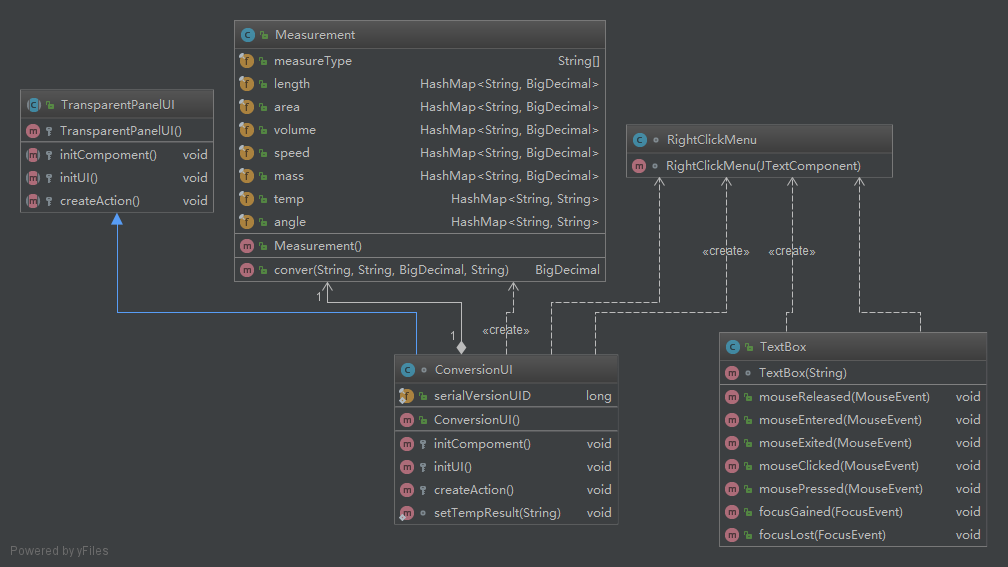 Measurement
measureType String[]
length HashMap<String, BigDecimal>
area HashMap<String, BigDecimal>
volume HashMap<String, BigDecimal>
speed HashMap<String, BigDecimal>
mass HashMap<String, BigDecimal>
temp HashMap<String, String>
angle HashMap<String, String>
Measurement()
conver(String, String, BigDecimal, String) BigDecimal
TransparentPanelUI
TransparentPanelUI()
initCompoment() void
initUI() void
createAction() void
RightClickMenu
RightClickMenu(JTextComponent)
«create»
«create»
1
1
«create»
ConversionUI
serialVersionUID long
ConversionUI()
initCompoment() void
initUI() void
createAction() void
setTempResult(String) void
TextBox
TextBox(String)
mouseReleased(MouseEvent) void
mouseEntered(MouseEvent) void
mouseExited(MouseEvent) void
mouseClicked(MouseEvent) void
mousePressed(MouseEvent) void
focusGained(FocusEvent) void
focusLost(FocusEvent) void
Powered by yFiles